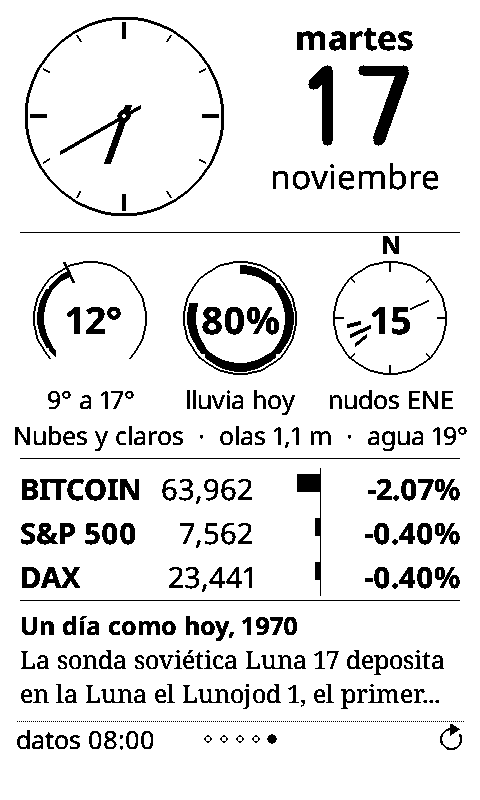 martes
17
noviembre
N
12° 80% 15
9° a 17° lluvia hoy nudos ENE
Nubes y claros · olas 1,1 m · agua 19°
BITCOIN 63,962 -2.07%
S&P 500 7,562 -0.40%
DAX 23,441 -0.40%
Un día como hoy, 1970
La sonda soviética Luna 17 deposita
en la Luna el Lunojod 1, el primer...
datos 08:00